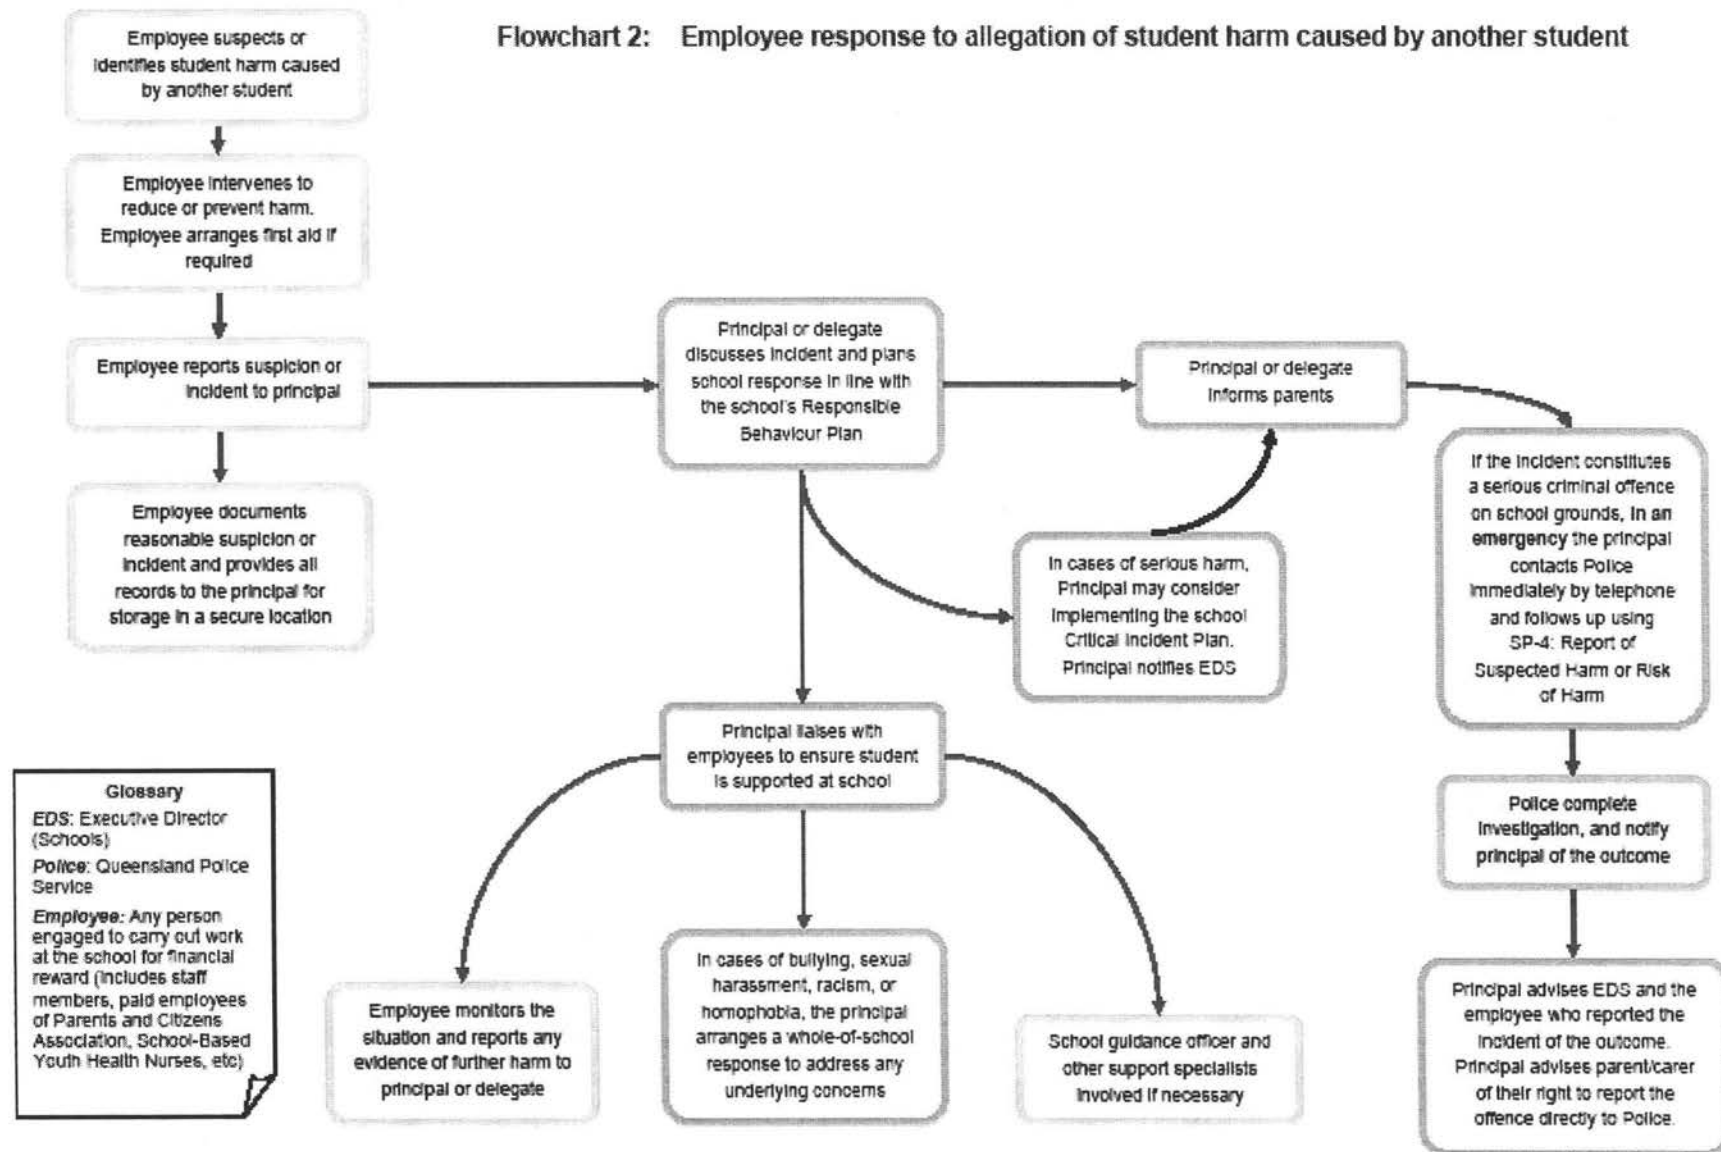 Flowchart 2: Employee response to allegation of student harm caused by another student
Employee suspects or
identifies student harm caused
by another student
Employee intervenes to
reduce or prevent harm.
Employee arranges first aid if
required
Employee reports suspicion or
incident to principal
Employee documents
reasonable suspicion or
incident and provides all
records to the principal for
storage in a secure location
Principal or delegate
discusses incident and plans
school response in line with
the school's Responsible
Behaviour Plan
Principal or delegate
informs parents
In cases of serious harm,
Principal may consider
implementing the school
Critical Incident Plan.
Principal notifies EDS
If the incident constitutes
a serious criminal offence
on school grounds, in an
emergency the principal
contacts Police
immediately by telephone
and follows up using
SP-4: Report of
Suspected Harm or Risk
of Harm
Principal liaises with
employees to ensure student
is supported at school
Police complete
investigation, and notify
principal of the outcome
Employee monitors the
situation and reports any
evidence of further harm to
principal or delegate
In cases of bullying, sexual
harassment, racism, or
homophobia, the principal
arranges a whole-of-school
response to address any
underlying concerns
School guidance officer and
other support specialists
involved if necessary
Principal advises EDS and the
employee who reported the
incident of the outcome.
Principal advises parent/carer
of their right to report the
offence directly to Police.
Glossary
EDS: Executive Director
(Schools)
Police: Queensland Police
Service
Employee: Any person
engaged to carry out work
at the school for financial
reward (includes staff
members, paid employees
of Parents and Citizens
Association, School-Based
Youth Health Nurses, etc)